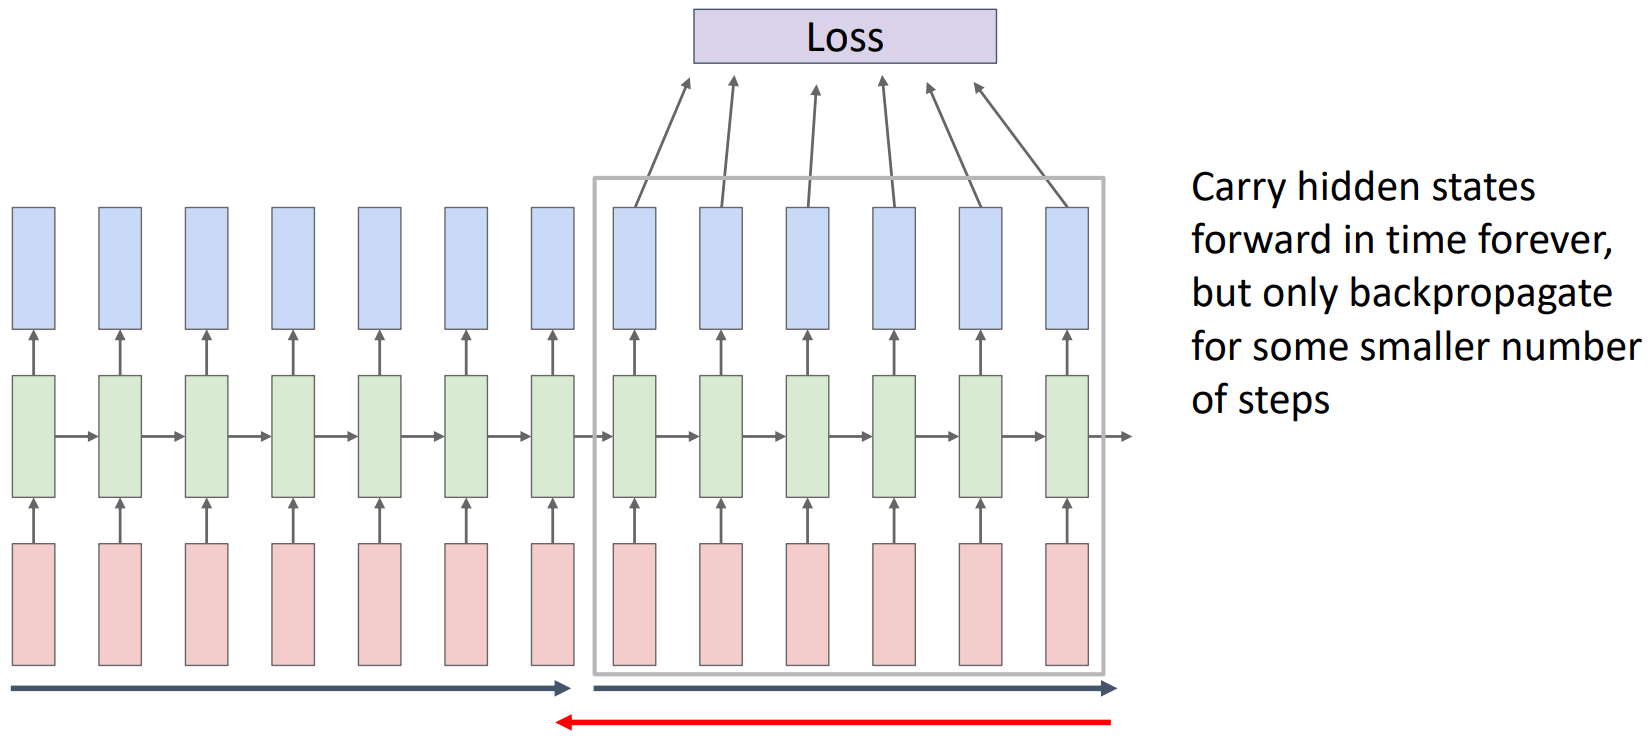 Loss
Carry hidden states
forward in time forever,
but only backpropagate
for some smaller number
of steps